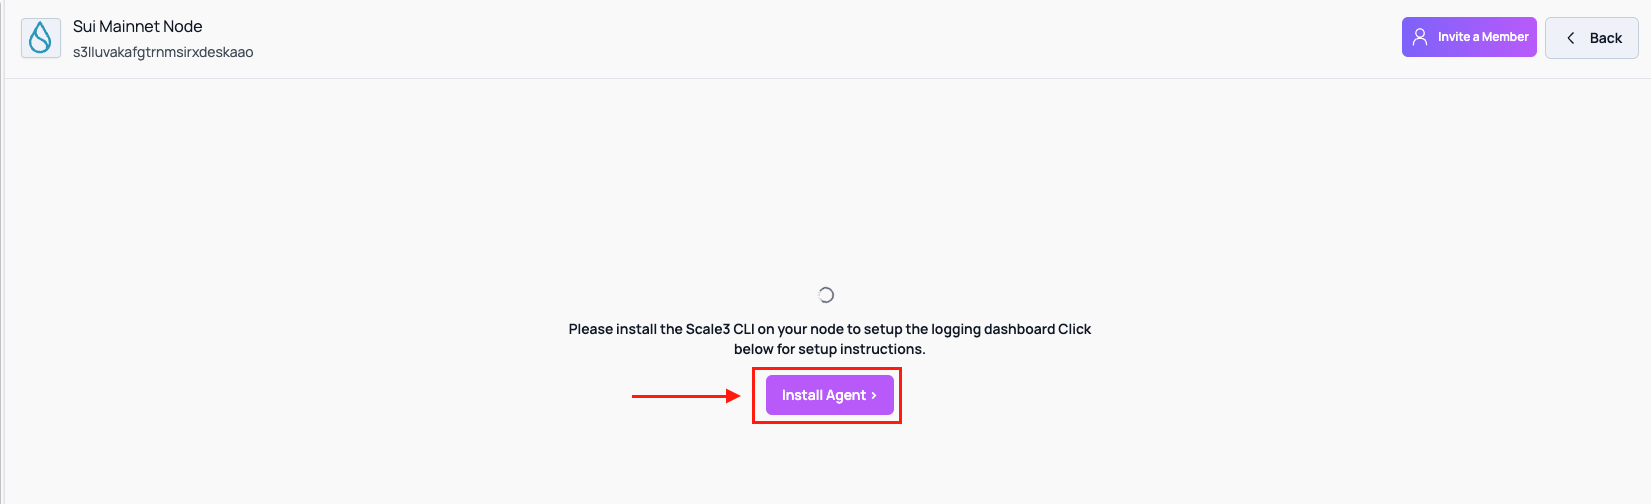 Sui Mainnet Node
s3lluvakafgtrnmsirxdeskaao
Invite a Member
Back
Please install the Scale3 CLI on your node to setup the logging dashboard Click
below for setup instructions.
Install Agent ›